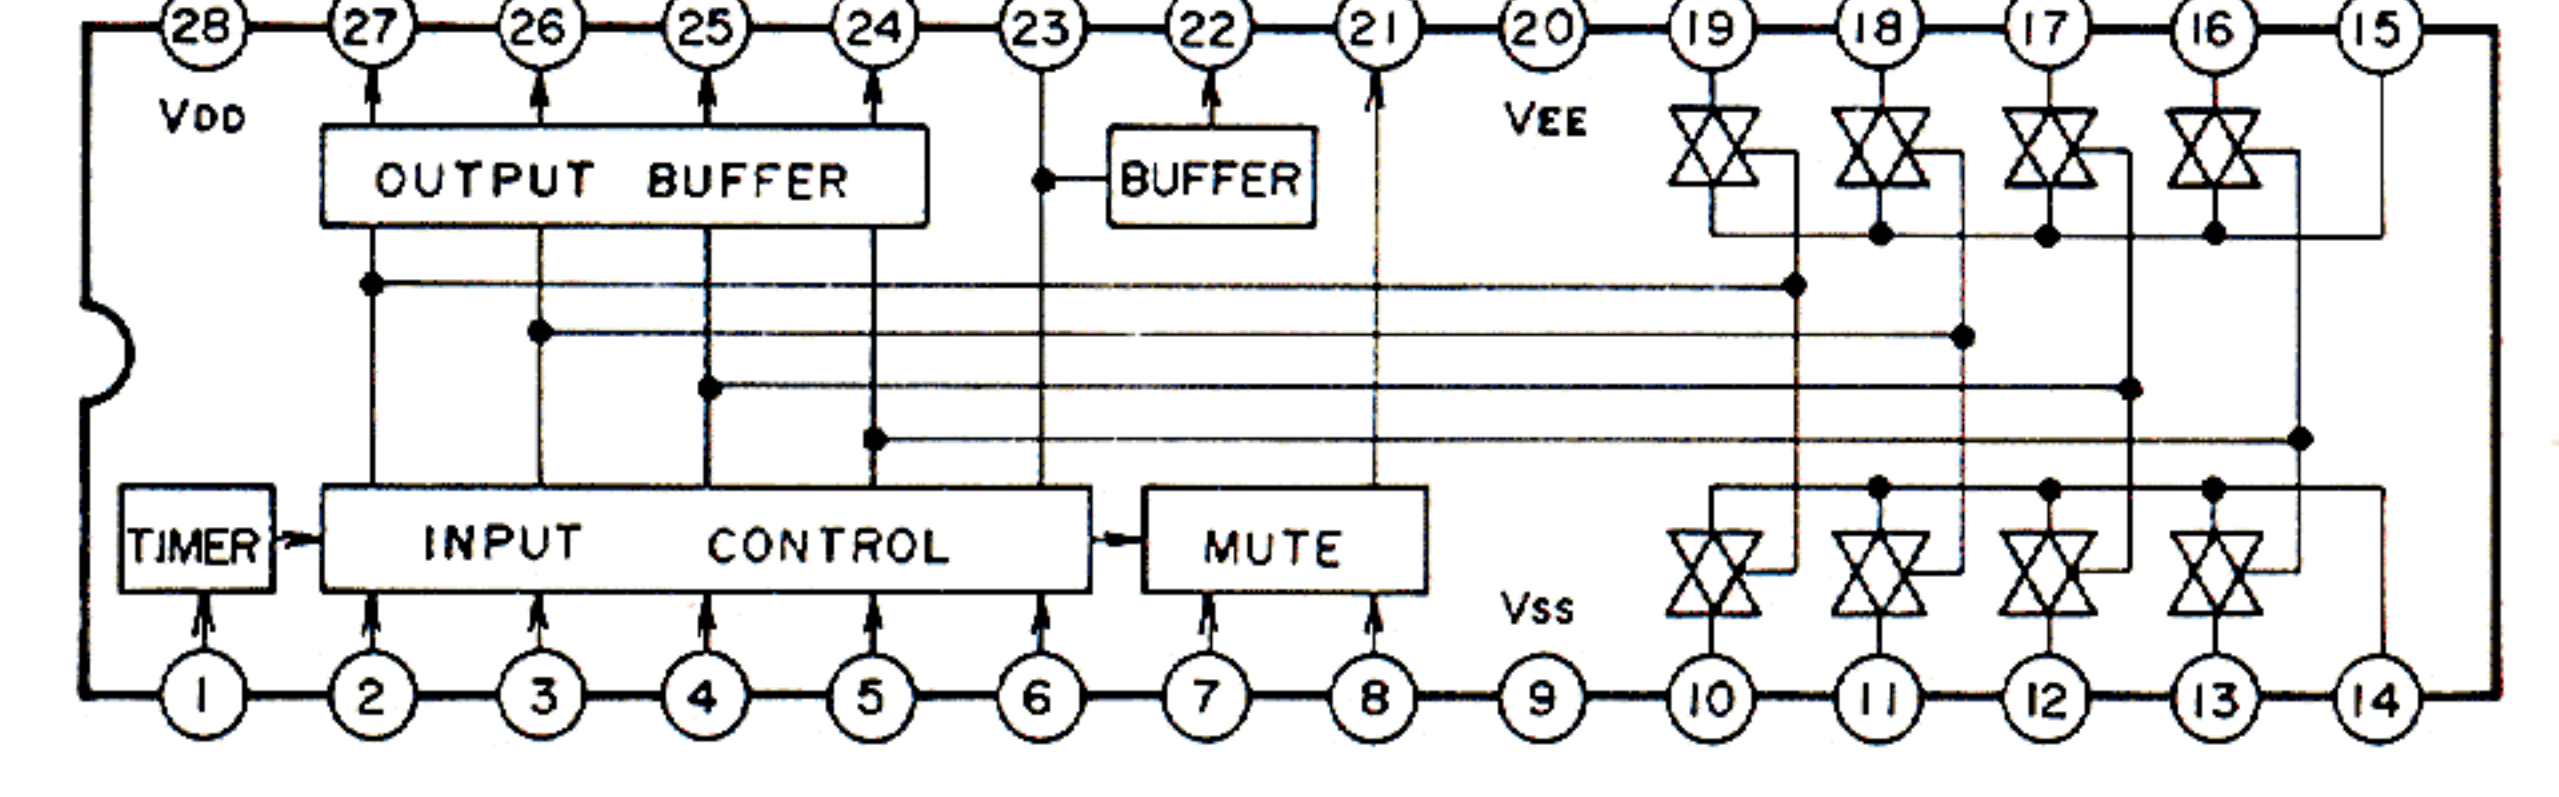 28 27 26 25 24 23 22 21 20 19 18 17 16 15
VDD
VEE
OUTPUT BUFFER
BUFFER
TIMER
INPUT CONTROL
MUTE
VSS
1 2 3 4 5 6 7 8 9 10 11 12 13 14